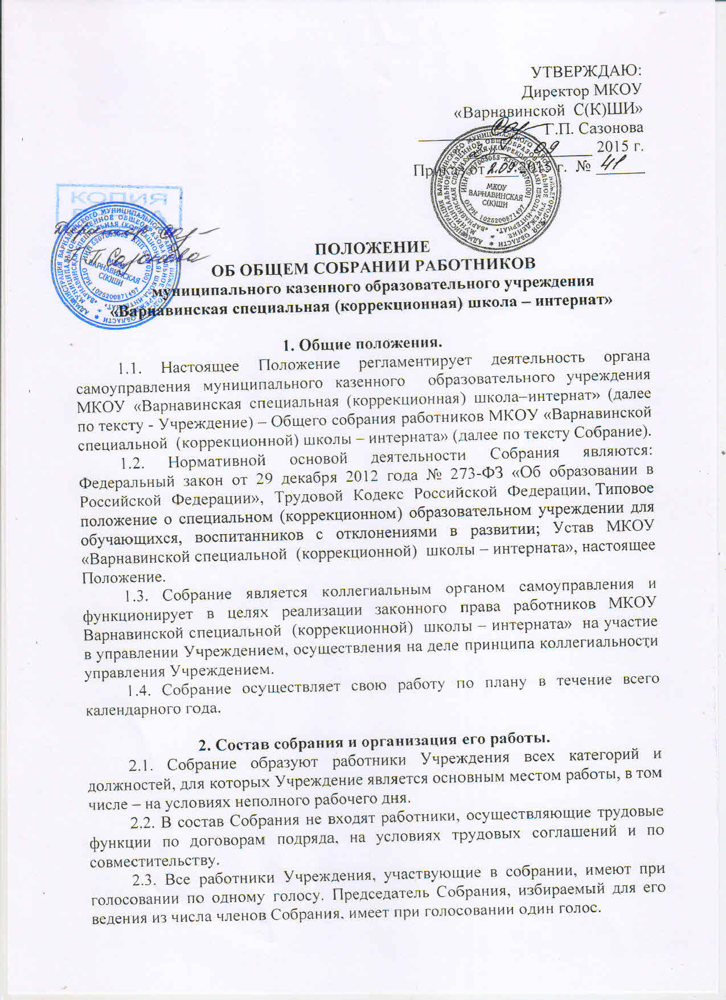 УТВЕРЖДАЮ:
Директор МКОУ
«Варнавинской С(К)ШИ»
Г.П. Сазонова
09 2015 г.
Приказ от 2.09. 2015 г. № 41
КОПИЯ
МКОУ
ВАРНАВИНСКАЯ
С(К)ШИ
ИНН 5207003053
1025200871497
МКОУ
ВАРНАВИНСКАЯ
С(К)ШИ
1025200871497
ПОЛОЖЕНИЕ
ОБ ОБЩЕМ СОБРАНИИ РАБОТНИКОВ
муниципального казенного образовательного учреждения
«Варнавинская специальная (коррекционная) школа – интернат»
1. Общие положения.
1.1. Настоящее Положение регламентирует деятельность органа
самоуправления муниципального казенного образовательного учреждения
МКОУ «Варнавинская специальная (коррекционная) школа–интернат» (далее
по тексту - Учреждение) – Общего собрания работников МКОУ «Варнавинской
специальной (коррекционной) школы – интерната» (далее по тексту Собрание).
1.2. Нормативной основой деятельности Собрания являются:
Федеральный закон от 29 декабря 2012 года № 273-ФЗ «Об образовании в
Российской Федерации», Трудовой Кодекс Российской Федерации, Типовое
положение о специальном (коррекционном) образовательном учреждении для
обучающихся, воспитанников с отклонениями в развитии; Устав МКОУ
«Варнавинской специальной (коррекционной) школы – интерната», настоящее
Положение.
1.3. Собрание является коллегиальным органом самоуправления и
функционирует в целях реализации законного права работников МКОУ
Варнавинской специальной (коррекционной) школы – интерната» на участие
в управлении Учреждением, осуществления на деле принципа коллегиальности
управления Учреждением.
1.4. Собрание осуществляет свою работу по плану в течение всего
календарного года.
2. Состав собрания и организация его работы.
2.1. Собрание образуют работники Учреждения всех категорий и
должностей, для которых Учреждение является основным местом работы, в том
числе – на условиях неполного рабочего дня.
2.2. В состав Собрания не входят работники, осуществляющие трудовые
функции по договорам подряда, на условиях трудовых соглашений и по
совместительству.
2.3. Все работники Учреждения, участвующие в собрании, имеют при
голосовании по одному голосу. Председатель Собрания, избираемый для его
ведения из числа членов Собрания, имеет при голосовании один голос.